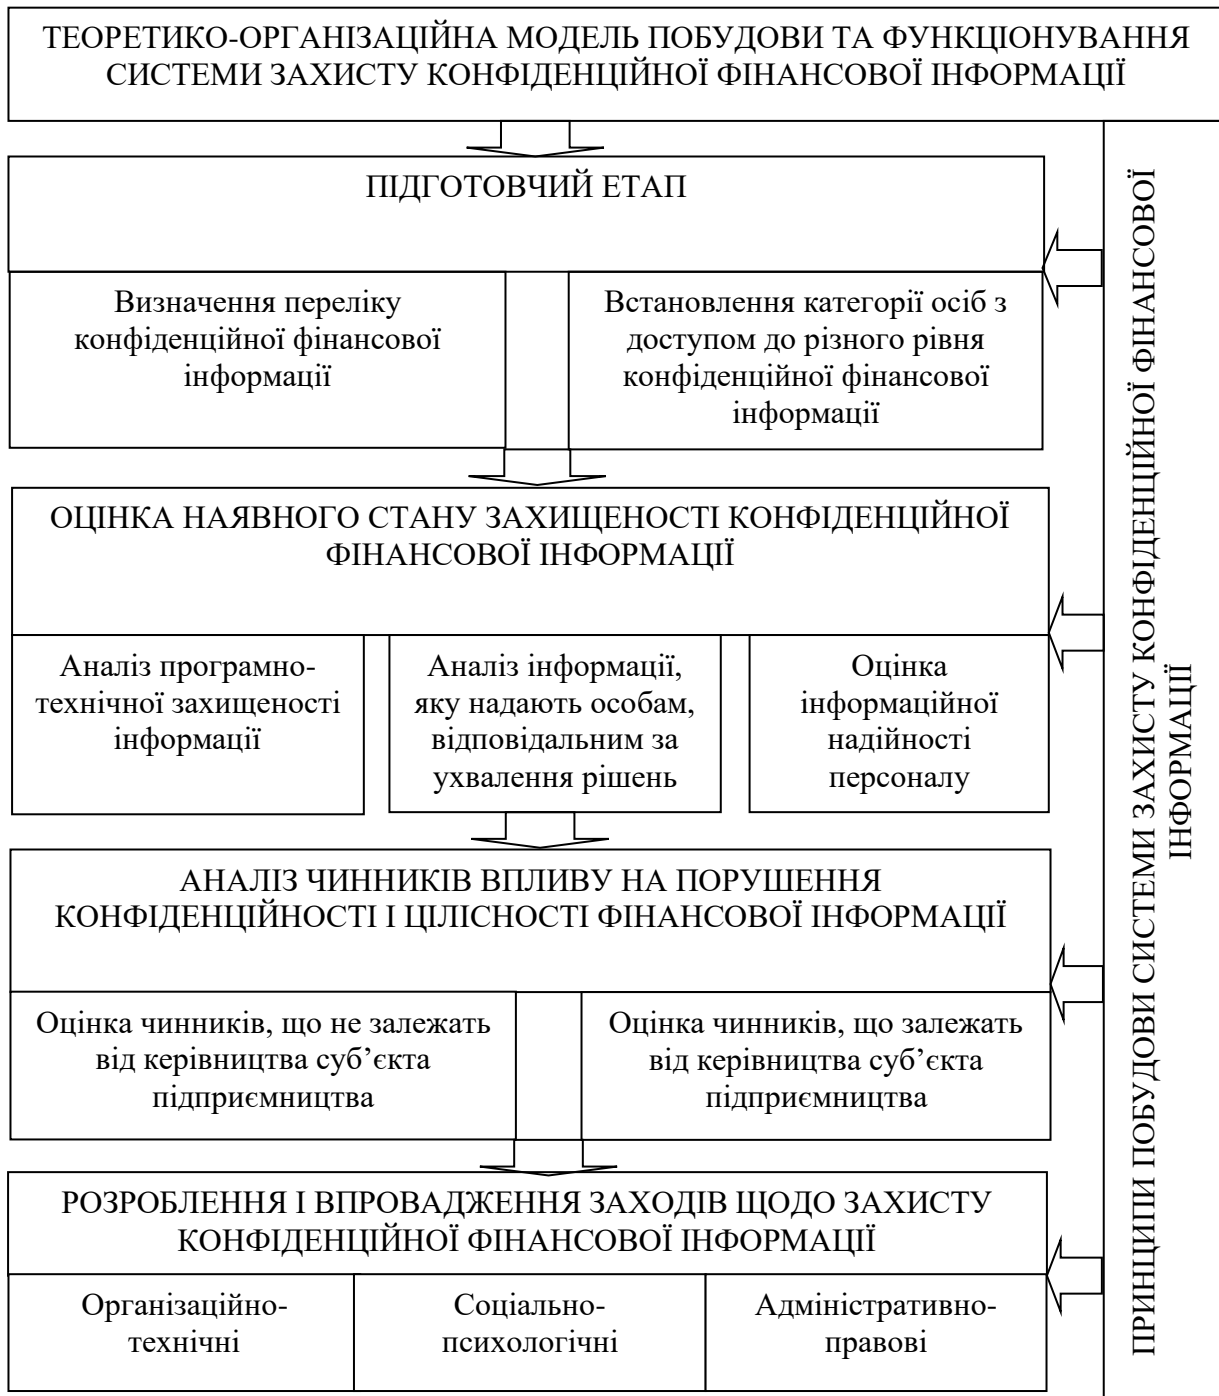 ТЕОРЕТИКО-ОРГАНІЗАЦІЙНА МОДЕЛЬ ПОБУДОВИ ТА ФУНКЦІОНУВАННЯ
СИСТЕМИ ЗАХИСТУ КОНФІДЕНЦІЙНОЇ ФІНАНСОВОЇ ІНФОРМАЦІЇ
ПІДГОТОВЧИЙ ЕТАП
Визначення переліку
конфіденційної фінансової
інформації
Встановлення категорії осіб з
доступом до різного рівня
конфіденційної фінансової
інформації
ОЦІНКА НАЯВНОГО СТАНУ ЗАХИЩЕНОСТІ КОНФІДЕНЦІЙНОЇ
ФІНАНСОВОЇ ІНФОРМАЦІЇ
Аналіз програмно-
технічної захищеності
інформації
Аналіз інформації,
яку надають особам,
відповідальним за
ухвалення рішень
Оцінка
інформаційної
надійності
персоналу
АНАЛІЗ ЧИННИКІВ ВПЛИВУ НА ПОРУШЕННЯ
КОНФІДЕНЦІЙНОСТІ І ЦІЛІСНОСТІ ФІНАНСОВОЇ ІНФОРМАЦІЇ
Оцінка чинників, що не залежать
від керівництва суб’єкта
підприємництва
Оцінка чинників, що залежать
від керівництва суб’єкта
підприємництва
РОЗРОБЛЕННЯ І ВПРОВАДЖЕННЯ ЗАХОДІВ ЩОДО ЗАХИСТУ
КОНФІДЕНЦІЙНОЇ ФІНАНСОВОЇ ІНФОРМАЦІЇ
Організаційно-
технічні
Соціально-
психологічні
Адміністративно-
правові
ПРИНЦИПИ ПОБУДОВИ СИСТЕМИ ЗАХИСТУ КОНФІДЕНЦІЙНОЇ ФІНАНСОВОЇ
ІНФОРМАЦІЇ